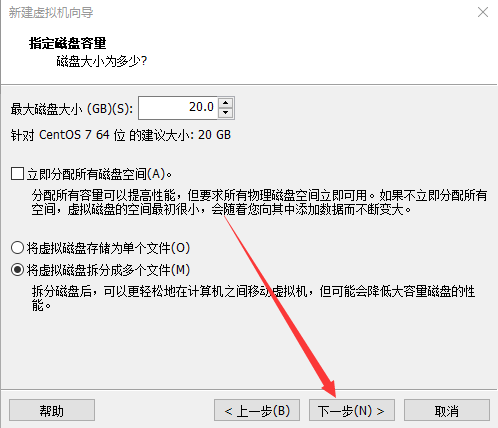 新建虚拟机向导
指定磁盘容量
磁盘大小为多少?
最大磁盘大小 (GB)(S): 20.0
针对 CentOS 7 64 位 的建议大小: 20 GB
立即分配所有磁盘空间(A)。
分配所有容量可以提高性能，但要求所有物理磁盘空间立即可用。如果不立即分配所有
空间，虚拟磁盘的空间最初很小，会随着您向其中添加数据而不断变大。
将虚拟磁盘存储为单个文件(O)
将虚拟磁盘拆分成多个文件(M)
拆分磁盘后，可以更轻松地在计算机之间移动虚拟机，但可能会降低大容量磁盘的性
能。
帮助 < 上一步(B) 下一步(N) > 取消